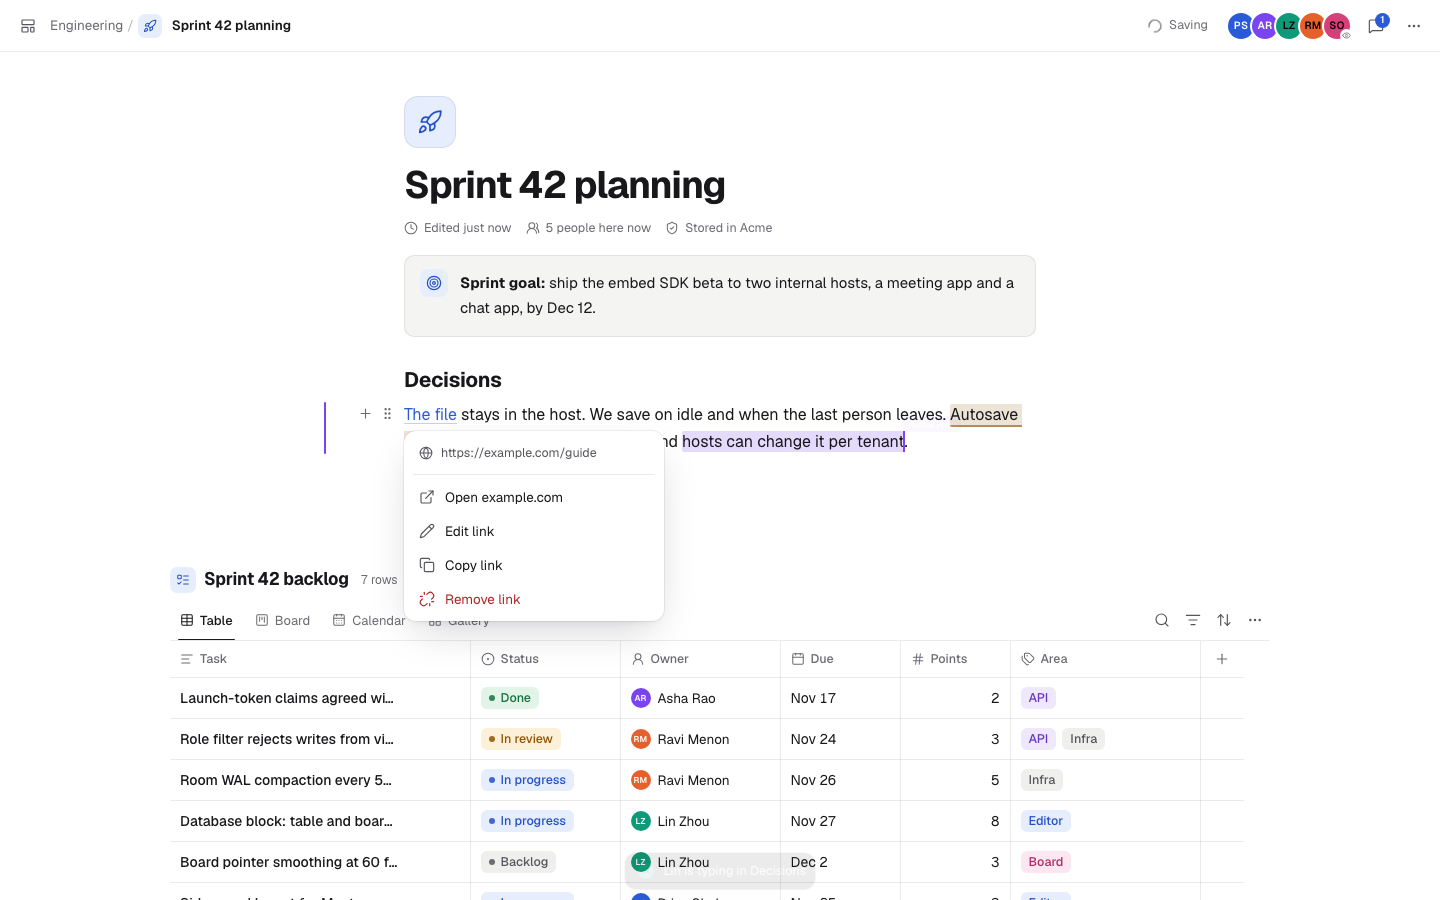 Engineering / Sprint 42 planning
Saving
PS AR LZ RM SO
1
Sprint 42 planning
Edited just now 5 people here now Stored in Acme
Sprint goal: ship the embed SDK beta to two internal hosts, a meeting app and a
chat app, by Dec 12.
Decisions
The file stays in the host. We save on idle and when the last person leaves. Autosave
nd hosts can change it per tenant.
https://example.com/guide
Open example.com
Edit link
Copy link
Remove link
Sprint 42 backlog 7 rows
Table Board Calendar Gallery
Task Status Owner Due Points Area
Launch-token claims agreed wi... Done AR Asha Rao Nov 17 2 API
Role filter rejects writes from vi... In review RM Ravi Menon Nov 24 3 API Infra
Room WAL compaction every 5... In progress RM Ravi Menon Nov 26 5 Infra
Database block: table and boar... In progress LZ Lin Zhou Nov 27 8 Editor
Board pointer smoothing at 60 f... Backlog LZ Lin Zhou Dec 2 3 Board
Lin is typing in Decisions